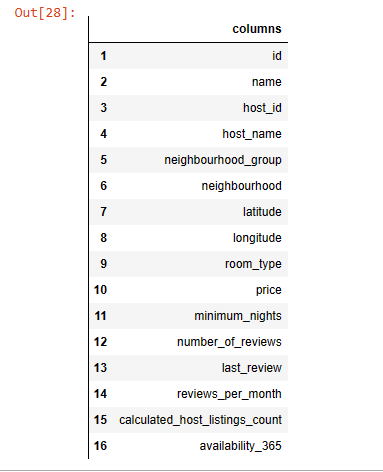 Out[28]:
columns
1 id
2 name
3 host_id
4 host_name
5 neighbourhood_group
6 neighbourhood
7 latitude
8 longitude
9 room_type
10 price
11 minimum_nights
12 number_of_reviews
13 last_review
14 reviews_per_month
15 calculated_host_listings_count
16 availability_365